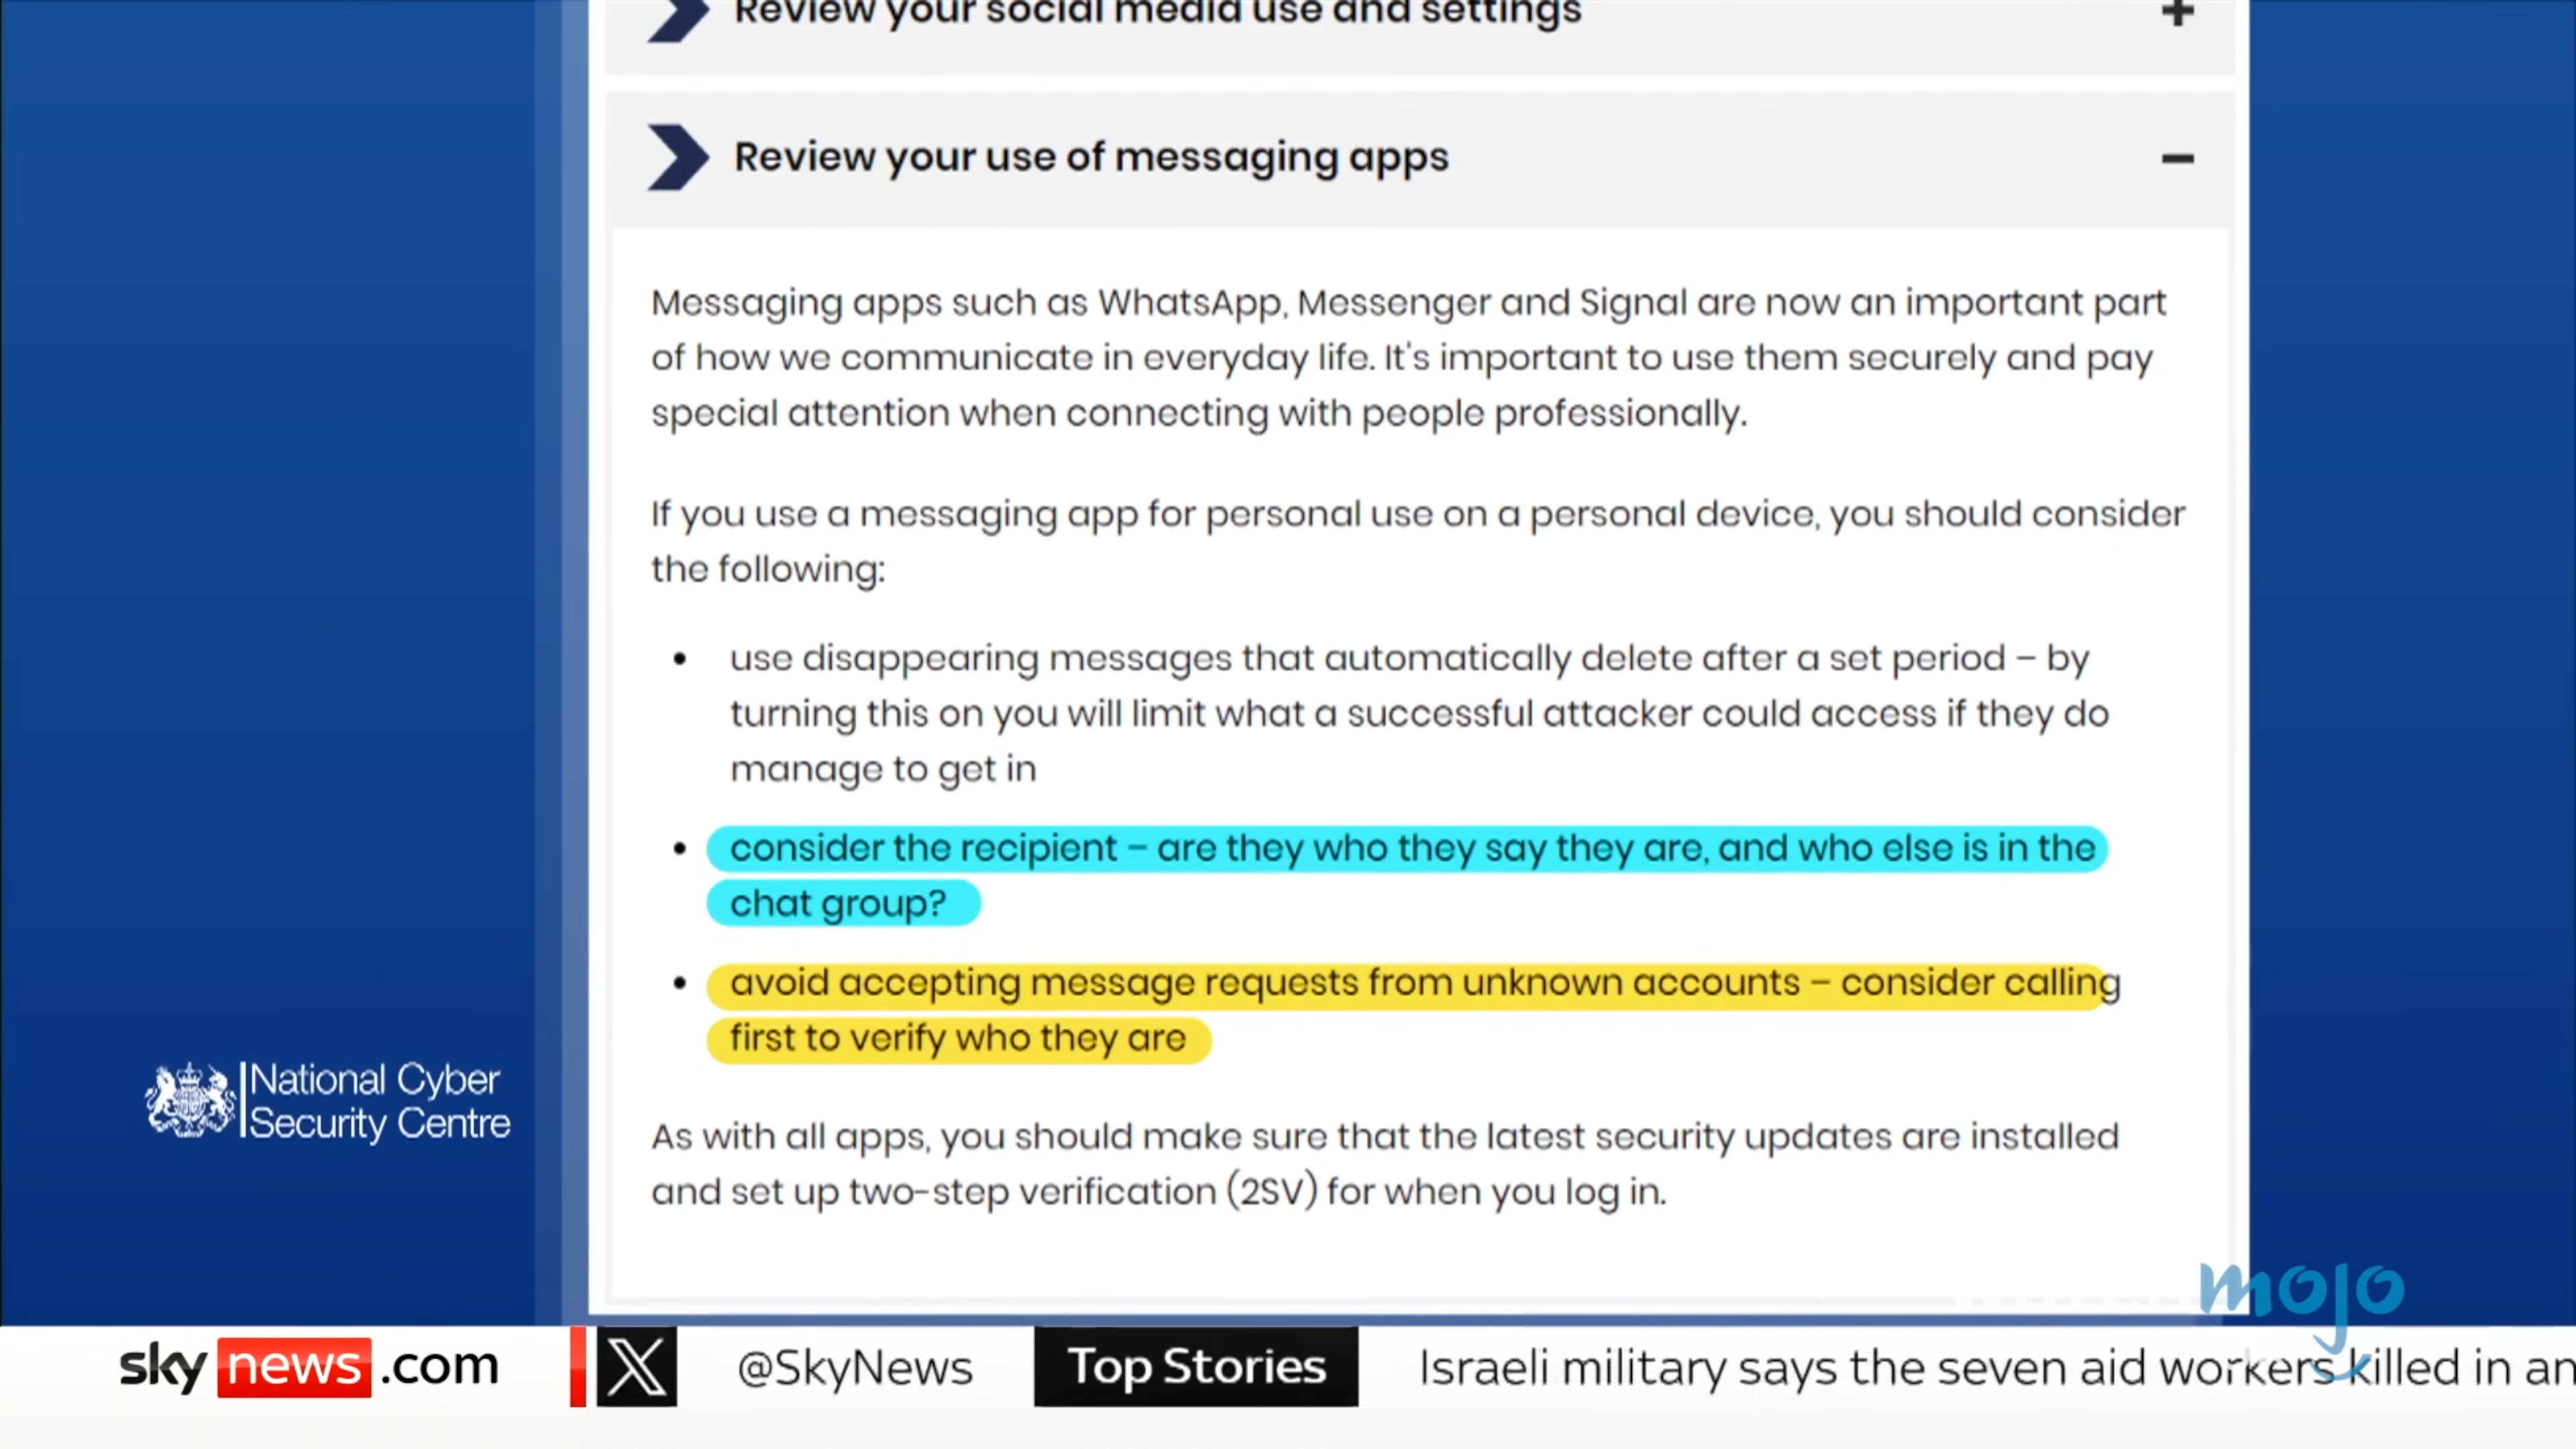 Review your social media use and settings
Review your use of messaging apps
Messaging apps such as WhatsApp, Messenger and Signal are now an important part
of how we communicate in everyday life. It's important to use them securely and pay
special attention when connecting with people professionally.
If you use a messaging app for personal use on a personal device, you should consider
the following:
• use disappearing messages that automatically delete after a set period – by
turning this on you will limit what a successful attacker could access if they do
manage to get in
• consider the recipient – are they who they say they are, and who else is in the
chat group?
• avoid accepting message requests from unknown accounts – consider calling
first to verify who they are
As with all apps, you should make sure that the latest security updates are installed
and set up two-step verification (2SV) for when you log in.
National Cyber
Security Centre
mojo
sky news.com
X @SkyNews
Top Stories
Israeli military says the seven aid workers killed in an